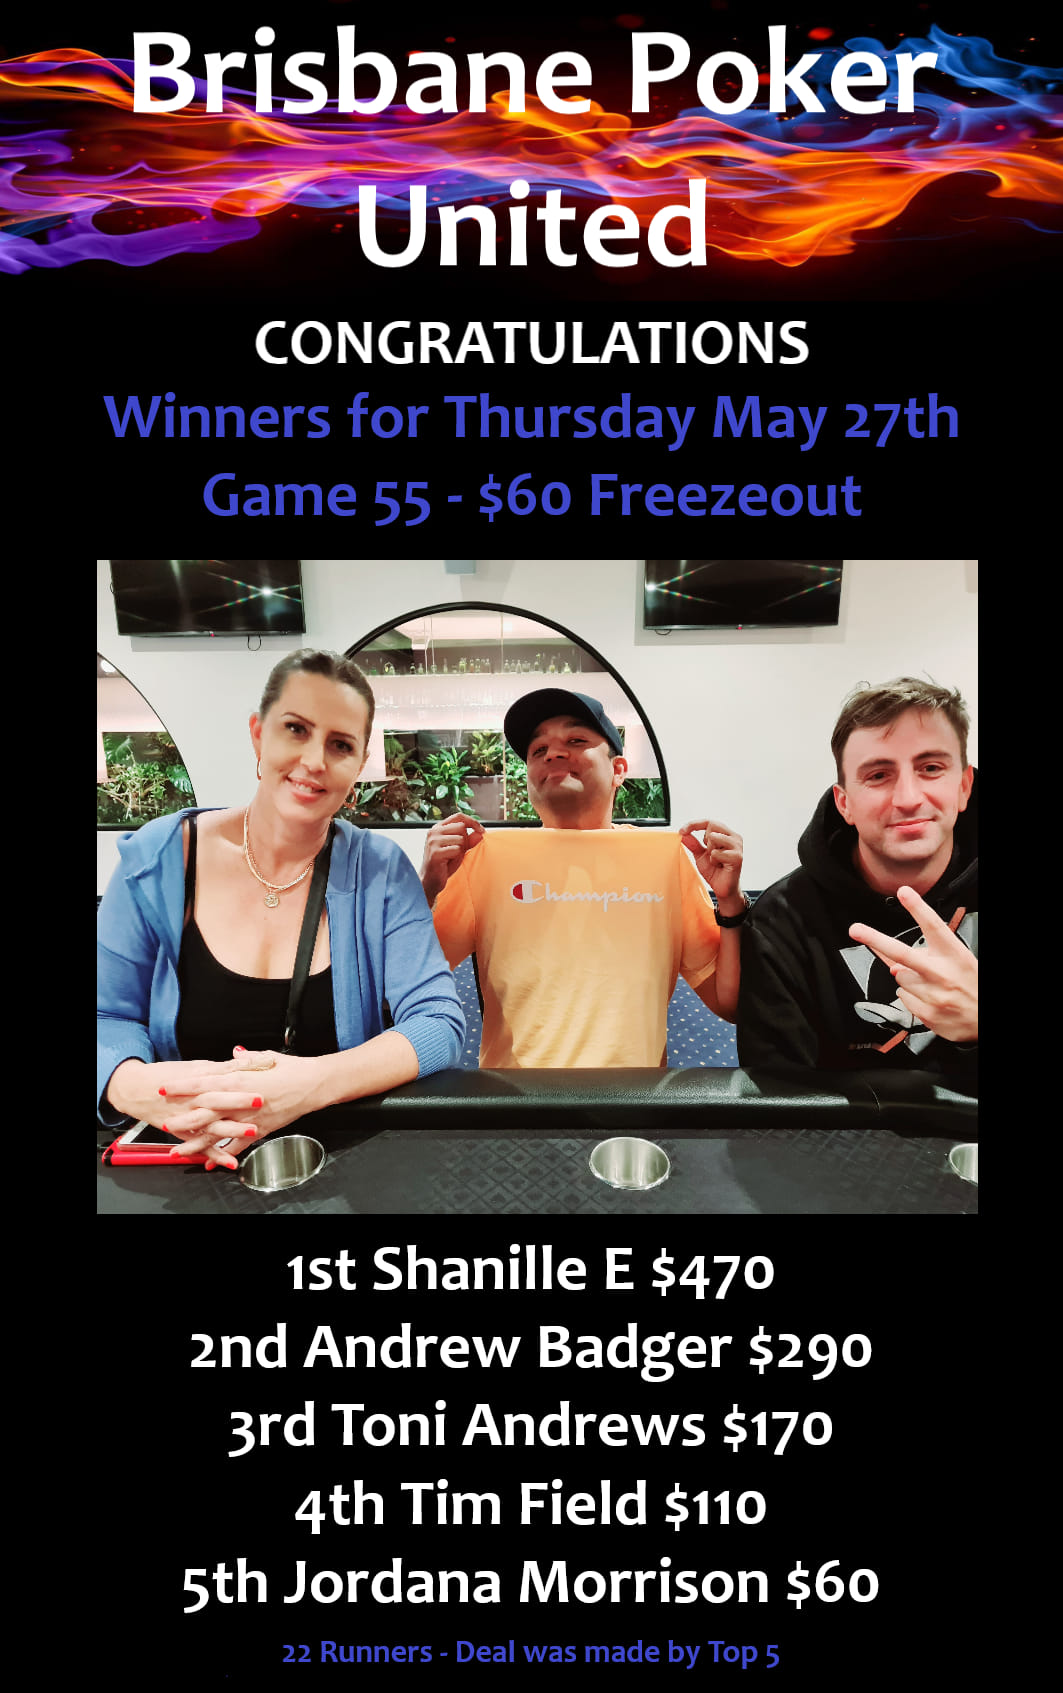 Brisbane Poker
United
CONGRATULATIONS
Winners for Thursday May 27th
Game 55 - $60 Freezeout
Champion
1st Shanille E $470
2nd Andrew Badger $290
3rd Toni Andrews $170
4th Tim Field $110
5th Jordana Morrison $60
22 Runners - Deal was made by Top 5